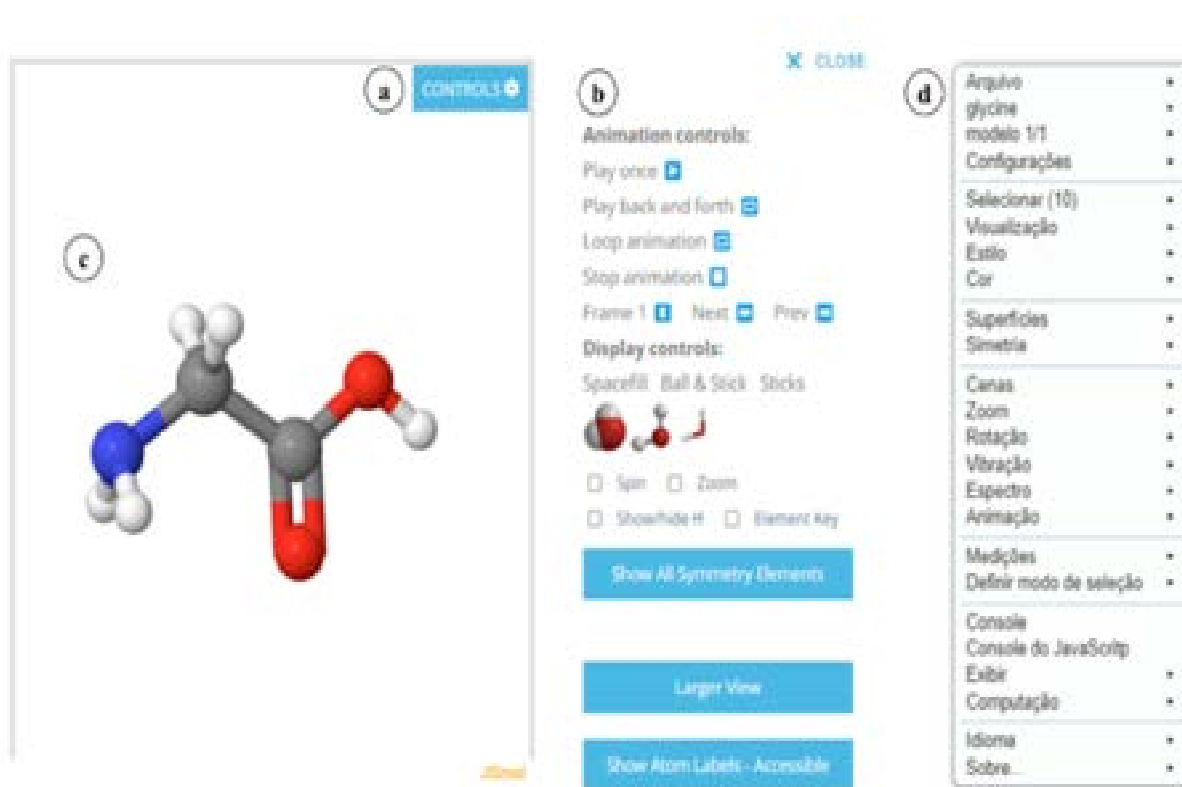 a
CONTROLS
b
CLOSE
Animation controls:
Play once
Play back and forth
Loop animation
Stop animation
Frame 1 Next Prev
Display controls:
Spacefill Ball & Stick Sticks
Spin Zoom
Show/hide H Element Key
Show All Symmetry Elements
Larger View
Show Atom Labels - Accessible
c
JSmol
d
Arquivo
glycine
modelo 1/1
Configurações
Selecionar (10)
Visualização
Estilo
Cor
Superfícies
Simetria
Cenas
Zoom
Rotação
Vibração
Espectro
Animação
Medições
Definir modo de seleção
Console
Console do JavaScritp
Exibir
Computação
Idioma
Sobre...